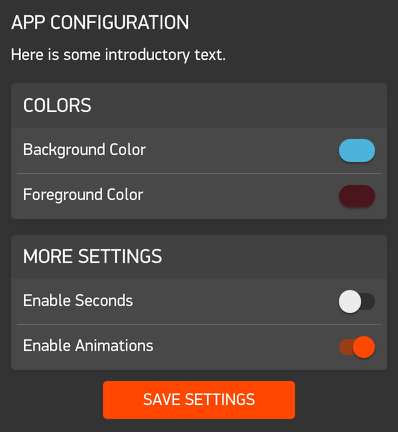 APP CONFIGURATION
Here is some introductory text.
COLORS
Background Color
Foreground Color
MORE SETTINGS
Enable Seconds
Enable Animations
SAVE SETTINGS